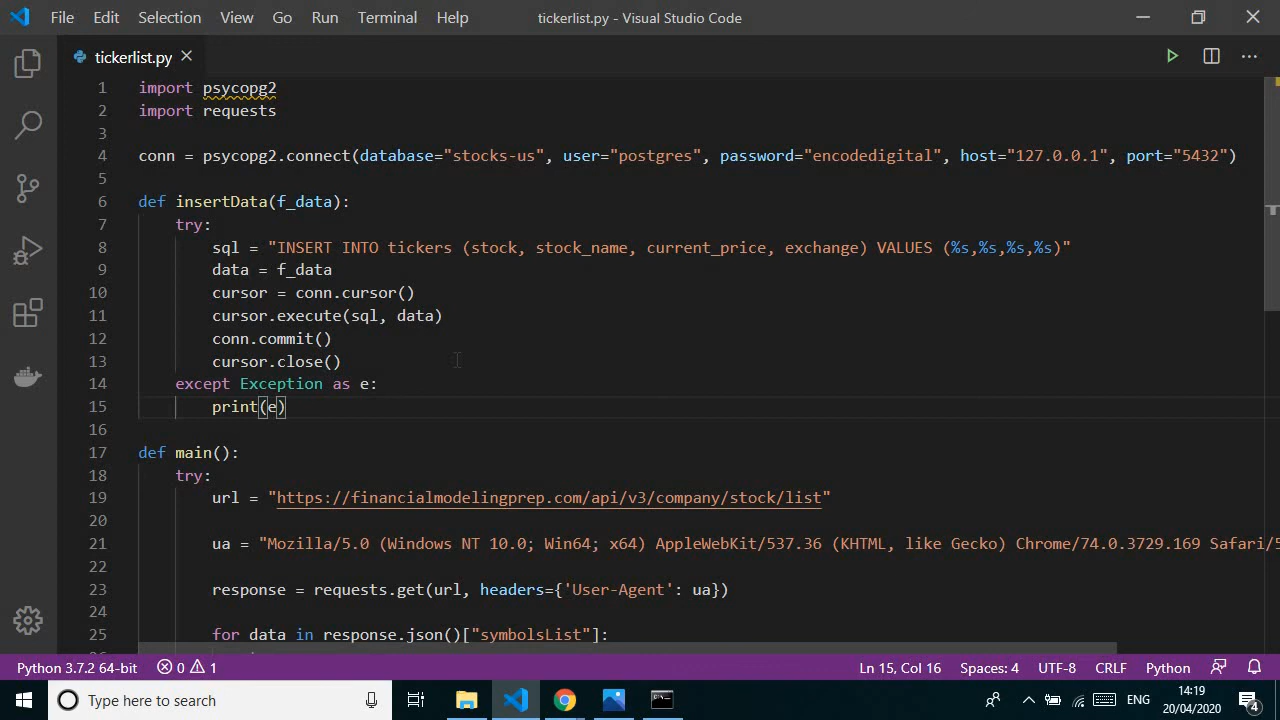 File Edit Selection View Go Run Terminal Help tickerlist.py - Visual Studio Code
tickerlist.py
1 import psycopg2
2 import requests
3
4 conn = psycopg2.connect(database="stocks-us", user="postgres", password="encodedigital", host="127.0.0.1", port="5432")
5
6 def insertData(f_data):
7 try:
8 sql = "INSERT INTO tickers (stock, stock_name, current_price, exchange) VALUES (%s,%s,%s,%s)"
9 data = f_data
10 cursor = conn.cursor()
11 cursor.execute(sql, data)
12 conn.commit()
13 cursor.close()
14 except Exception as e:
15 print(e)
16
17 def main():
18 try:
19 url = "https://financialmodelingprep.com/api/v3/company/stock/list"
20
21 ua = "Mozilla/5.0 (Windows NT 10.0; Win64; x64) AppleWebKit/537.36 (KHTML, like Gecko) Chrome/74.0.3729.169 Safari/5
22
23 response = requests.get(url, headers={'User-Agent': ua})
24
25 for data in response.json()["symbolsList"]:
Python 3.7.2 64-bit 0 1 Ln 15, Col 16 Spaces: 4 UTF-8 CRLF Python
Type here to search ENG 14:19
20/04/2020 4